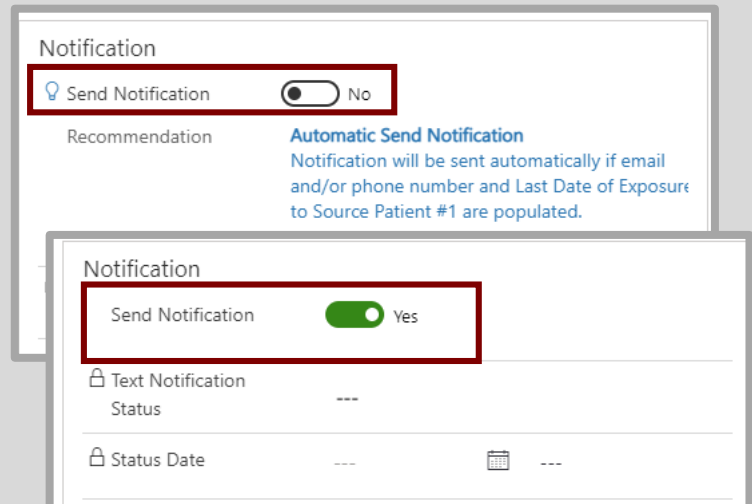 Notification
Send Notification No
Recommendation Automatic Send Notification
Notification will be sent automatically if email
and/or phone number and Last Date of Exposure
to Source Patient #1 are populated.
Notification
Send Notification Yes
Text Notification
Status ---
Status Date --- ---